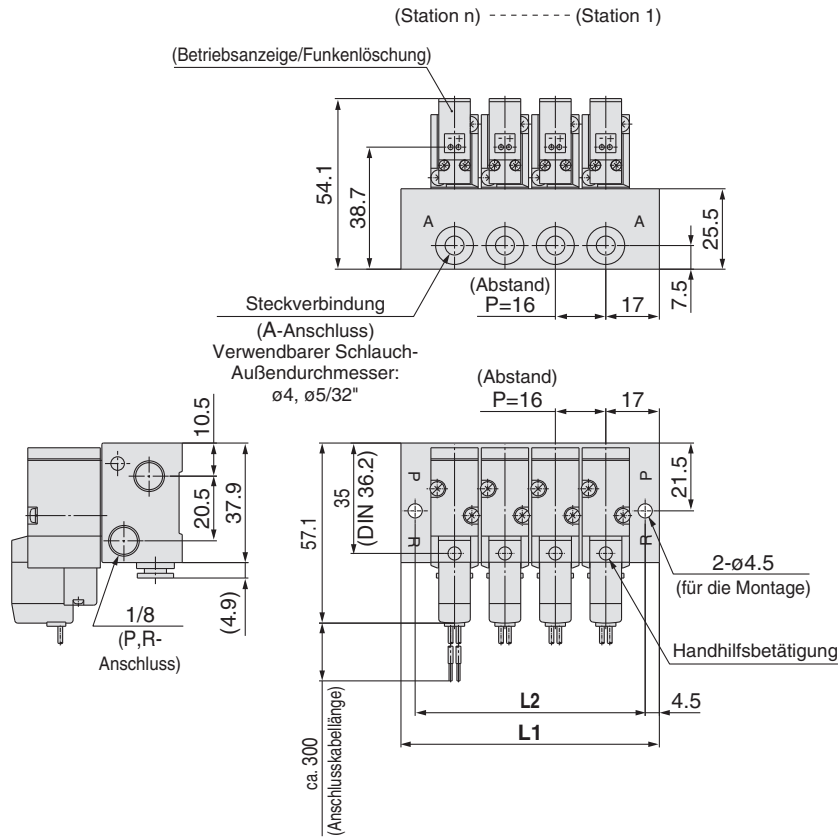 (Station n) -------- (Station 1)
(Betriebsanzeige/Funkenlöschung)
54.1
38.7
- +
- +
- +
- +
A
A
25.5
7.5
(Abstand)
P=16
17
Steckverbindung
(A-Anschluss)
Verwendbarer Schlauch-
Außendurchmesser:
ø4, ø5/32"
(Abstand)
P=16
17
10.5
20.5
37.9
(4.9)
1/8
(P,R-
Anschluss)
57.1
35
(DIN 36.2)
P
R
P
R
21.5
2-ø4.5
(für die Montage)
Handhilfsbetätigung
ca. 300
(Anschlusskabellänge)
L2
4.5
L1